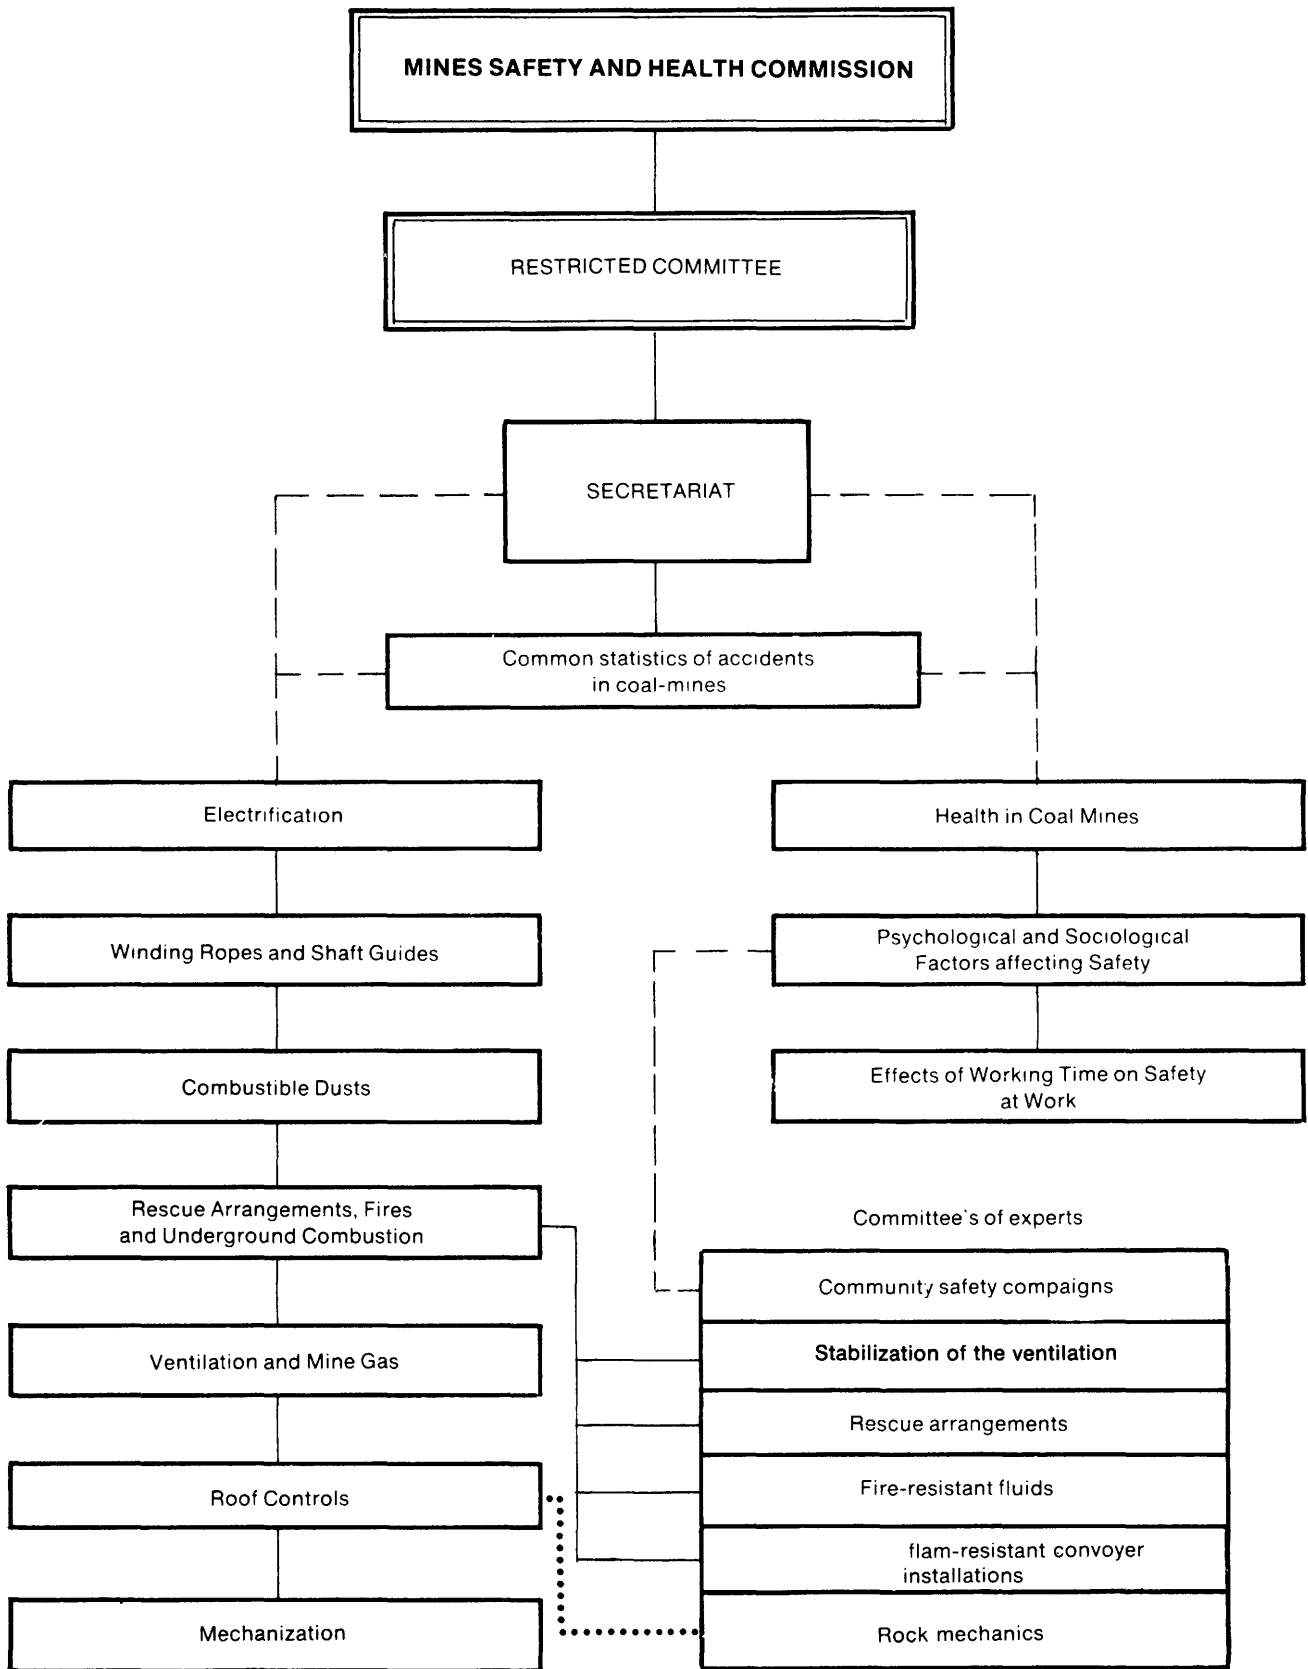 MINES SAFETY AND HEALTH COMMISSION
RESTRICTED COMMITTEE
SECRETARIAT
Common statistics of accidents
in coal-mines
Electrification
Winding Ropes and Shaft Guides
Combustible Dusts
Rescue Arrangements, Fires
and Underground Combustion
Ventilation and Mine Gas
Roof Controls
Mechanization
Health in Coal Mines
Psychological and Sociological
Factors affecting Safety
Effects of Working Time on Safety
at Work
Committee's of experts
Community safety compaigns
Stabilization of the ventilation
Rescue arrangements
Fire-resistant fluids
flam-resistant convoyer
installations
Rock mechanics